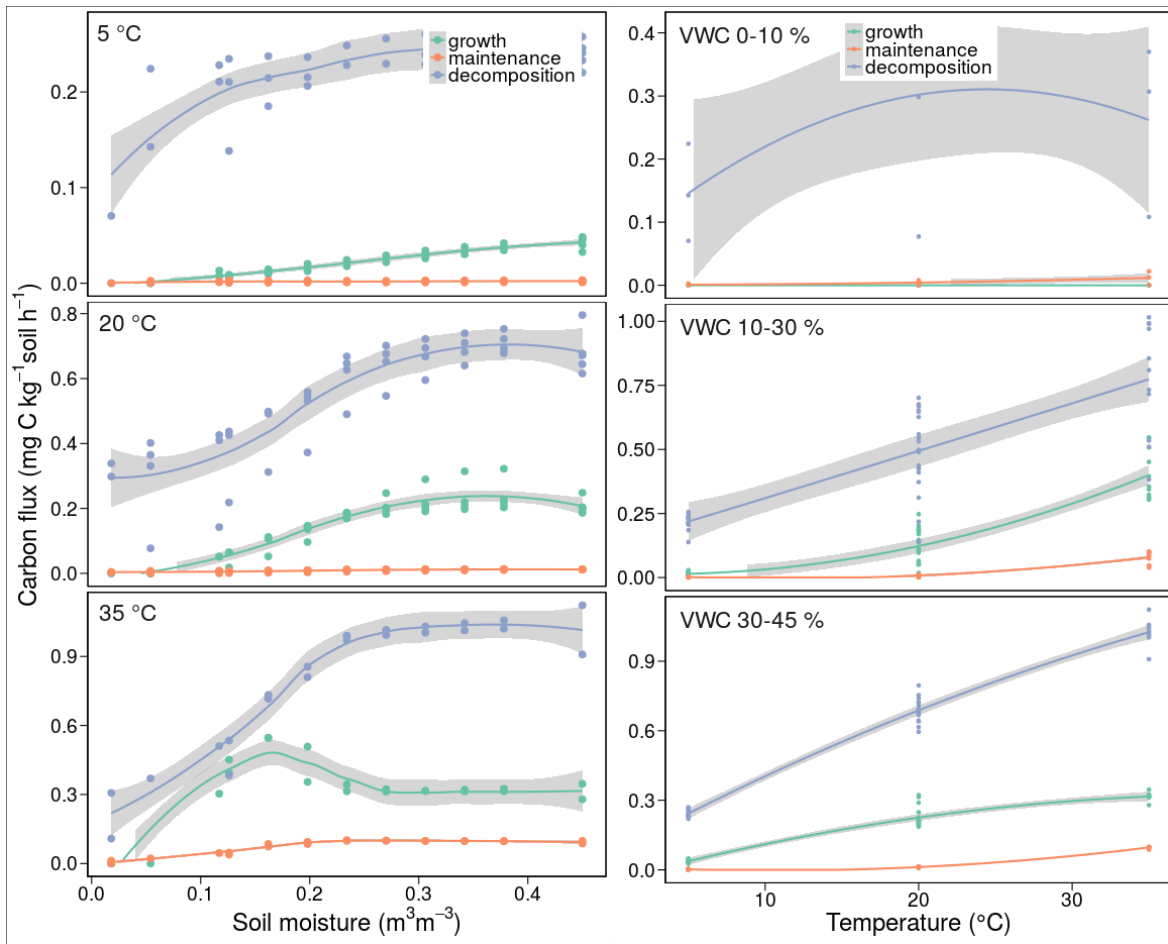 Carbon flux (mg C kg⁻¹soil h⁻¹)
5 °C
growth
maintenance
decomposition
0.2
0.1
0.0
20 °C
0.8
0.6
0.4
0.2
0.0
35 °C
0.9
0.6
0.3
0.0
0.0
0.1
0.2
0.3
0.4
Soil moisture (m³m⁻³)
VWC 0-10 %
growth
maintenance
decomposition
0.4
0.3
0.2
0.1
0.0
VWC 10-30 %
1.00
0.75
0.50
0.25
0.00
VWC 30-45 %
0.9
0.6
0.3
0.0
10
20
30
Temperature (°C)